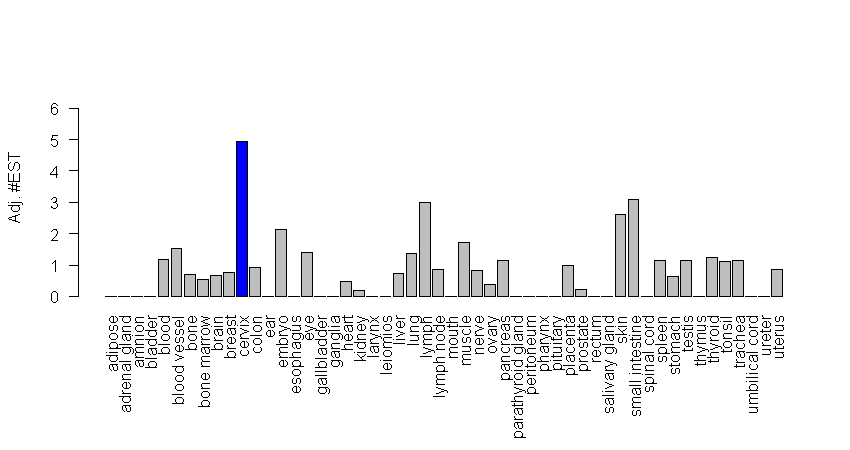 6
5
4
3
2
1
0
Adj. #EST
adipose
adrenal gland
amnion
bladder
blood
blood vessel
bone
bone marrow
brain
breast
cervix
colon
ear
embryo
esophagus
eye
gallbladder
ganglia
heart
kidney
larynx
leiomios
liver
lung
lymph
lymph node
mouth
muscle
nerve
ovary
pancreas
parathyroid gland
peritoneum
pharynx
pituitary
placenta
prostate
rectum
salivary gland
skin
small intestine
spinal cord
spleen
stomach
testis
thymus
thyroid
tonsil
trachea
umbilical cord
ureter
uterus